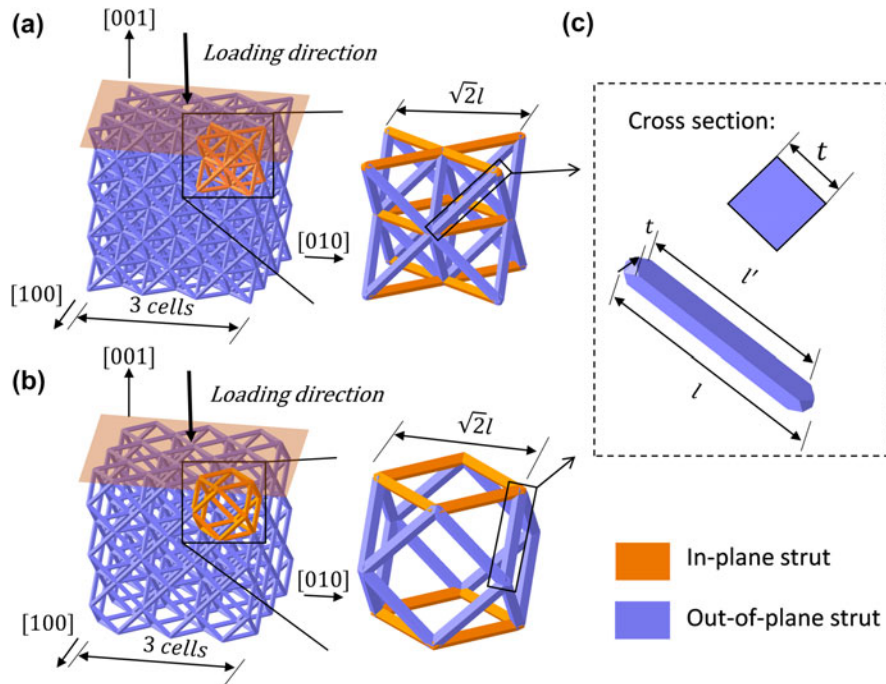 (a)
[001]
Loading direction
√2l
[010]
[100]
3 cells
(b)
[001]
Loading direction
√2l
[010]
[100]
3 cells
(c)
Cross section:
t
t
l′
l
In-plane strut
Out-of-plane strut